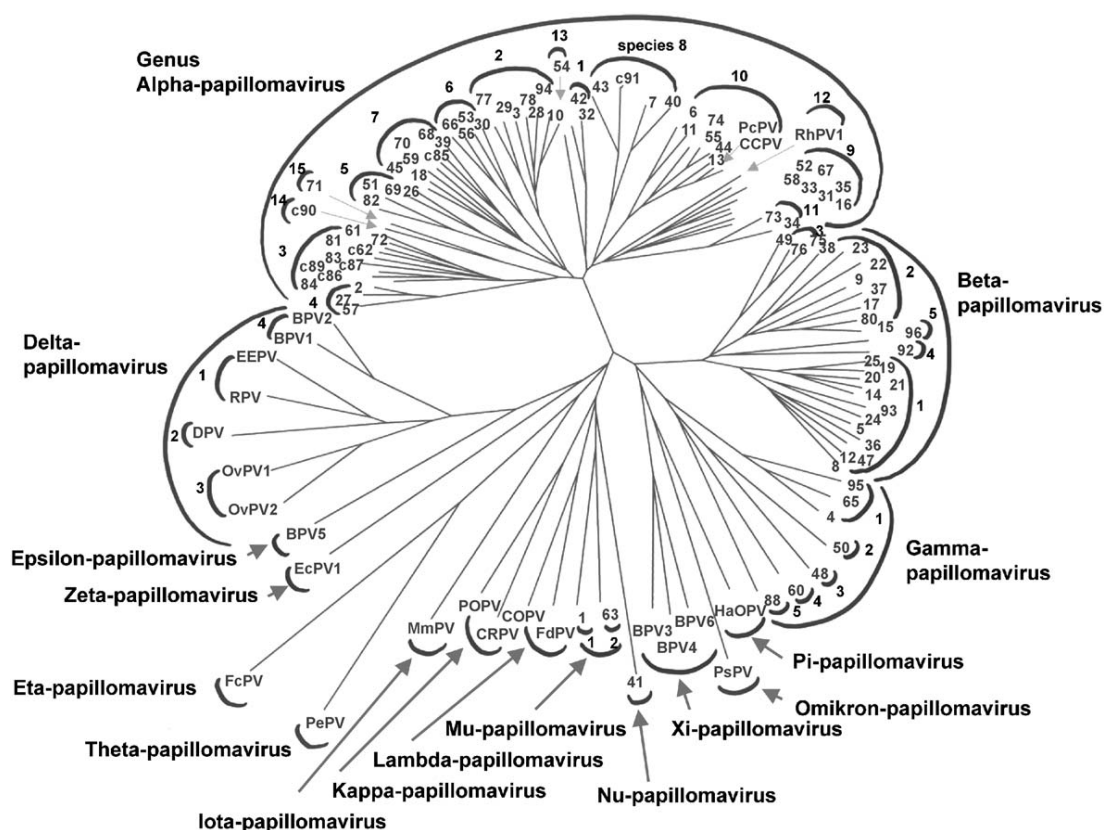 Genus
Alpha-papillomavirus
13
54
2
1
species 8
94
42
43
c91
7
40
10
6
77
78
29
3
28
10
32
6
74
11
55
44
13
PcPV
CCPV
12
RhPV1
9
52
67
58
33
35
31
16
7
53
66
30
68
56
70
39
59
c85
45
18
5
51
69
26
82
15
71
14
c90
3
61
81
72
83
c62
c89
c87
c86
84
4
2
27
57
11
73
34
3
49
75
76
38
23
2
22
9
37
17
80
15
5
96
92
4
25
19
20
21
14
1
93
24
5
36
12
47
8
Beta-
papillomavirus
95
65
1
4
50
2
48
3
60
4
88
5
Gamma-
papillomavirus
Delta-
papillomavirus
4
BPV2
BPV1
EEPV
1
RPV
2
DPV
OvPV1
3
OvPV2
BPV5
Epsilon-papillomavirus
EcPV1
Zeta-papillomavirus
FcPV
Eta-papillomavirus
PePV
Theta-papillomavirus
MmPV
Iota-papillomavirus
POPV
CRPV
Kappa-papillomavirus
COPV
FdPV
Lambda-papillomavirus
1
63
1
2
Mu-papillomavirus
41
Nu-papillomavirus
BPV3
BPV6
BPV4
Xi-papillomavirus
PsPV
Omikron-papillomavirus
HaOPV
Pi-papillomavirus